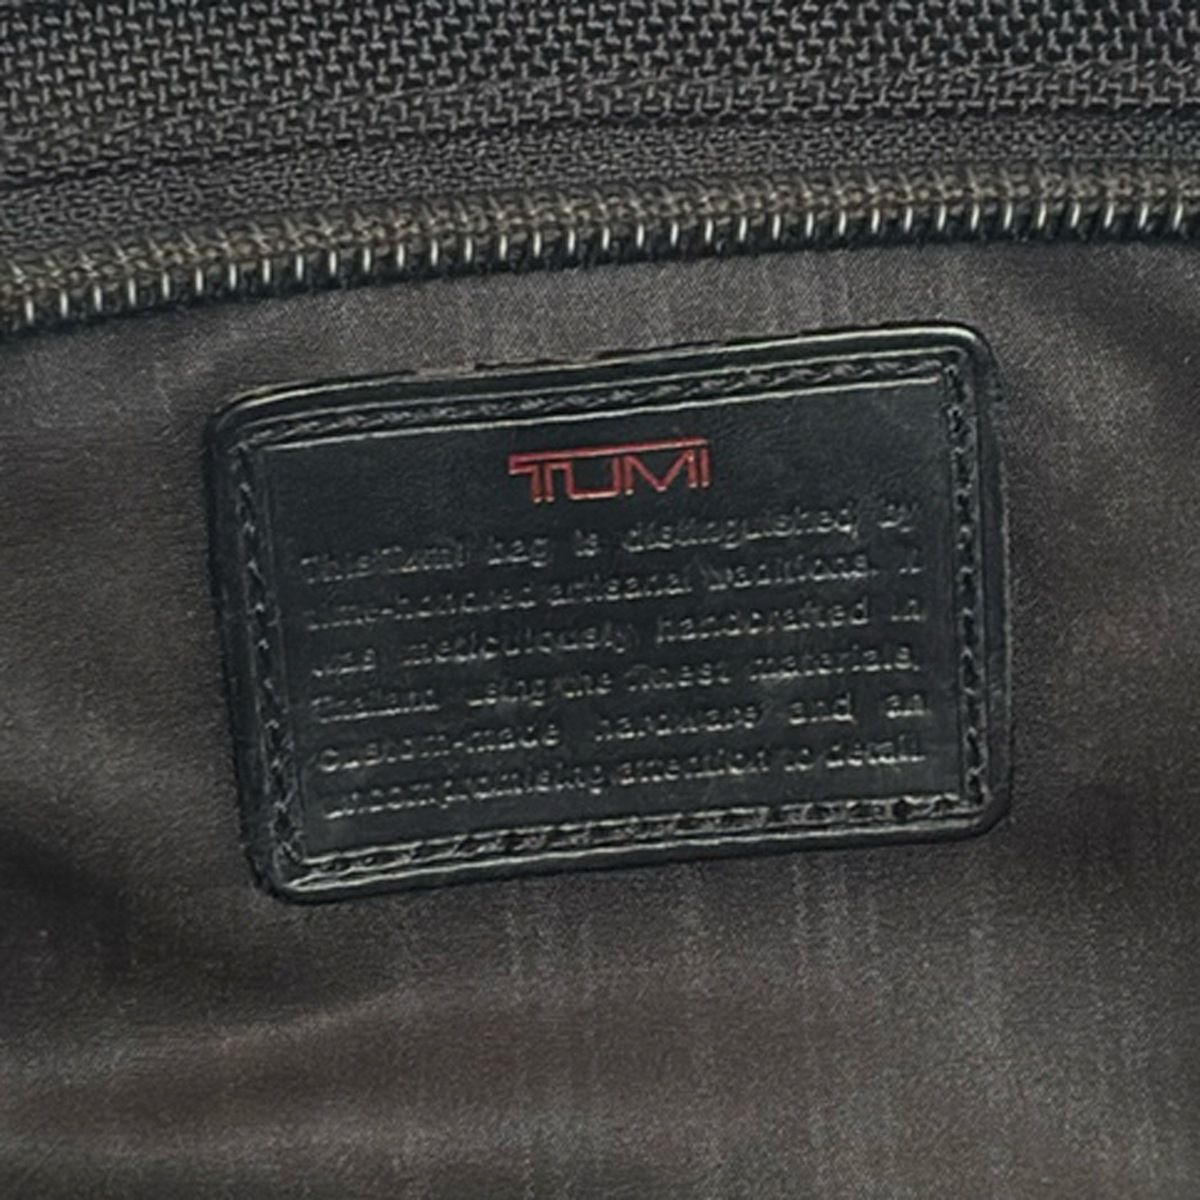 TUMI
This Tumi bag is distinguished by
time-honored artisanal traditions. It
was meticulously handcrafted in
Thailand using the finest materials,
custom-made hardware and an
uncompromising attention to detail.